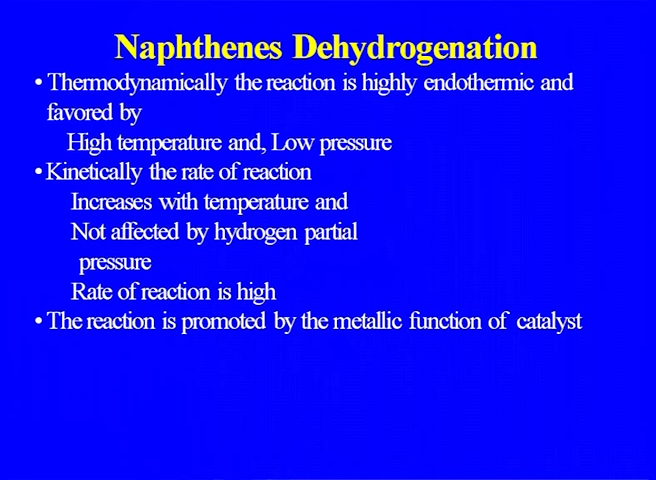 Naphthenes Dehydrogenation
• Thermodynamically the reaction is highly endothermic and
favored by
High temperature and, Low pressure
• Kinetically the rate of reaction
Increases with temperature and
Not affected by hydrogen partial
pressure
Rate of reaction is high
• The reaction is promoted by the metallic function of catalyst